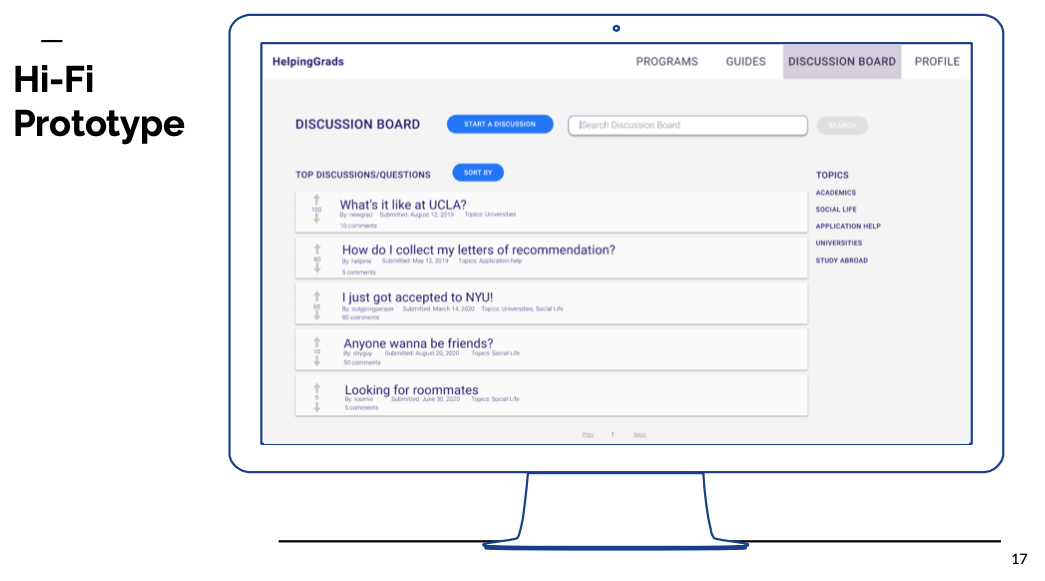 Hi-Fi
Prototype
HelpingGrads PROGRAMS GUIDES DISCUSSION BOARD PROFILE
DISCUSSION BOARD START A DISCUSSION Search Discussion Board SEARCH
TOP DISCUSSIONS/QUESTIONS SORT BY
100
What's it like at UCLA?
By: newgrad Submitted: August 12, 2019 Topics: Universities
10 comments
80
How do I collect my letters of recommendation?
By: helpme Submitted: May 12, 2019 Topics: Application help
5 comments
60
I just got accepted to NYU!
By: outgoingperson Submitted: March 14, 2020 Topics: Universities, Social Life
80 comments
10
Anyone wanna be friends?
By: shyguy Submitted: August 20, 2020 Topics: Social Life
50 comments
5
Looking for roommates
By: roomie Submitted: June 30, 2020 Topics: Social Life
5 comments
TOPICS
ACADEMICS
SOCIAL LIFE
APPLICATION HELP
UNIVERSITIES
STUDY ABROAD
Prev 1 Next
17